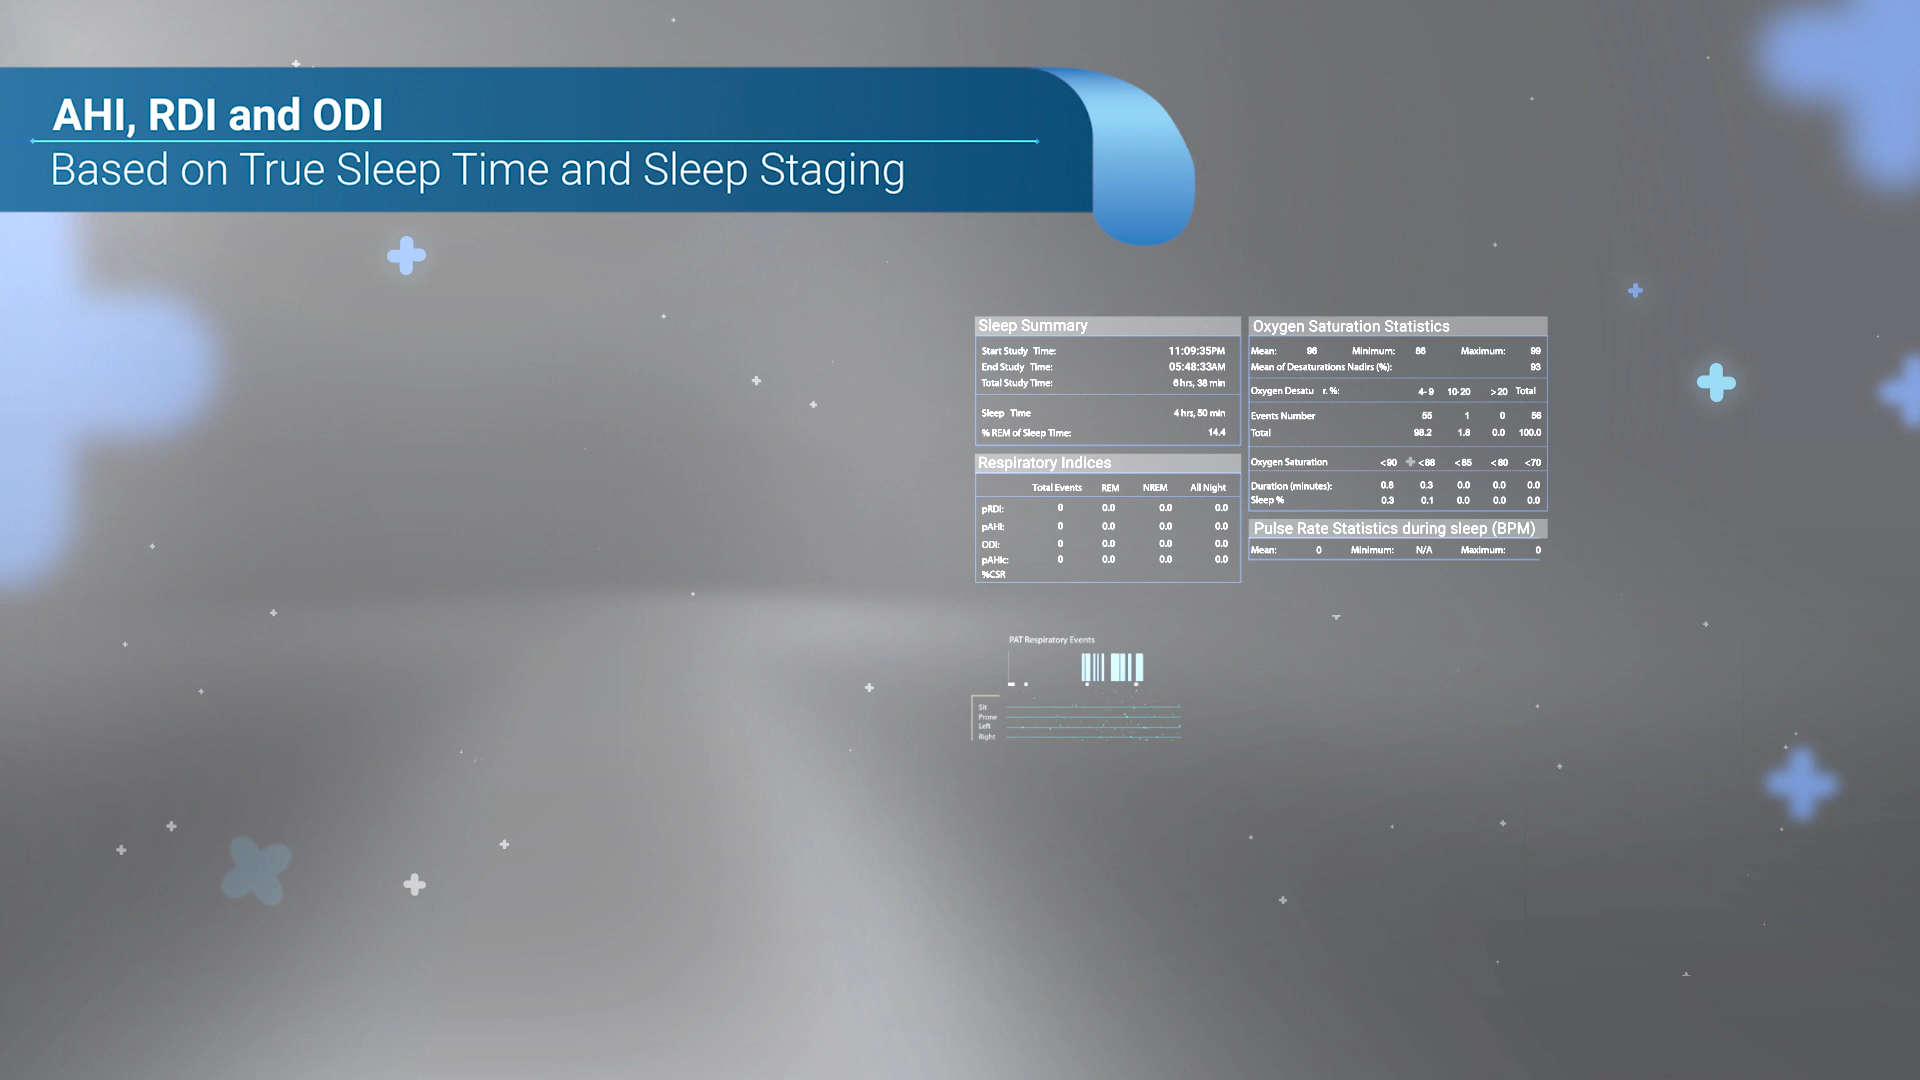 AHI, RDI and ODI
Based on True Sleep Time and Sleep Staging
Sleep Summary
Start Study Time: 11:09:35PM
End Study Time: 05:48:33AM
Total Study Time: 6 hrs, 38 min
Sleep Time 4 hrs, 50 min
% REM of Sleep Time: 14.4
Respiratory Indices
Total Events REM NREM All Night
pRDI: 0 0.0 0.0 0.0
pAHI: 0 0.0 0.0 0.0
ODI: 0 0.0 0.0 0.0
pAHIc: 0 0.0 0.0 0.0
%CSR
Oxygen Saturation Statistics
Mean: 96 Minimum: 86 Maximum: 99
Mean of Desaturations Nadirs (%): 93
Oxygen Desatu r. %: 4-9 10-20 >20 Total
Events Number 55 1 0 56
Total 98.2 1.8 0.0 100.0
Oxygen Saturation <90 <88 <85 <80 <70
Duration (minutes): 0.8 0.3 0.0 0.0 0.0
Sleep % 0.3 0.1 0.0 0.0 0.0
Pulse Rate Statistics during sleep (BPM)
Mean: 0 Minimum: N/A Maximum: 0
PAT Respiratory Events
Sit
Prone
Left
Right